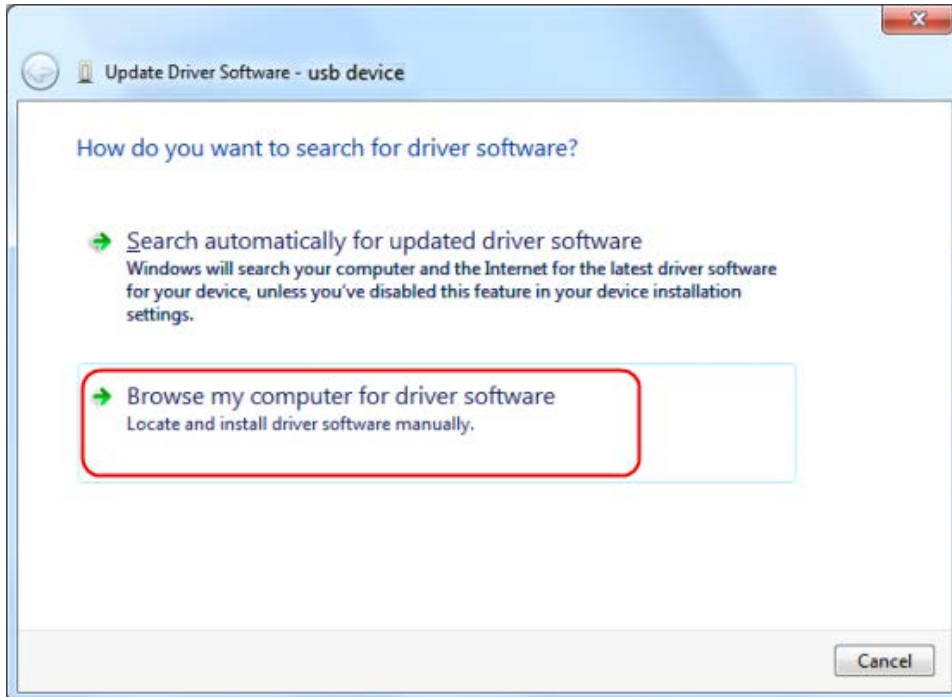 Update Driver Software - usb device
How do you want to search for driver software?
Search automatically for updated driver software
Windows will search your computer and the Internet for the latest driver software
for your device, unless you've disabled this feature in your device installation
settings.
Browse my computer for driver software
Locate and install driver software manually.
Cancel